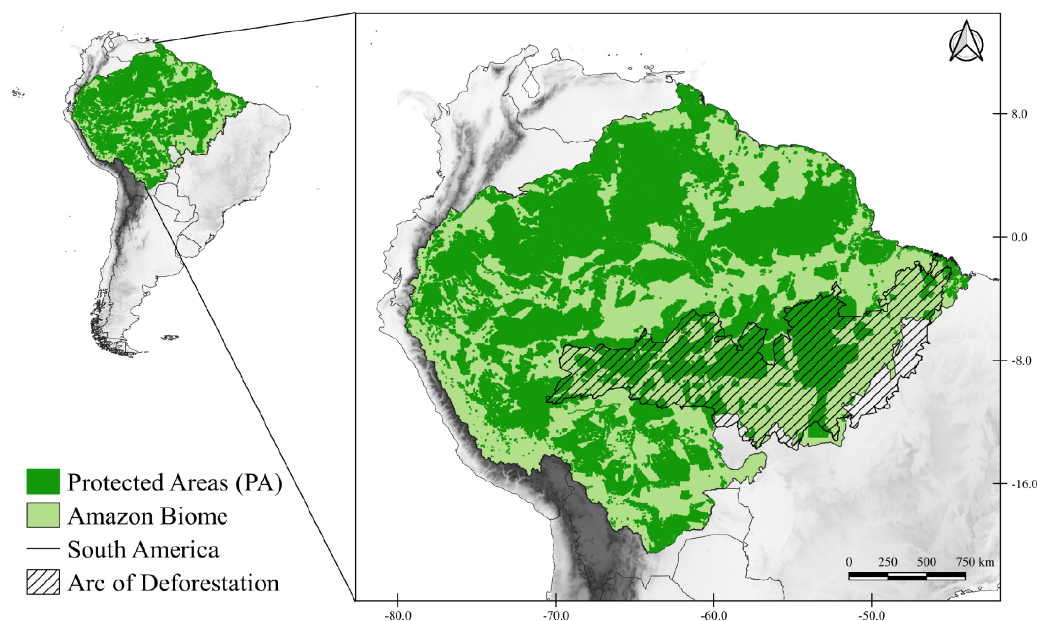 8.0
0.0
-8.0
-16.0
Protected Areas (PA)
Amazon Biome
South America
Arc of Deforestation
0 250 500 750 km
-80.0 -70.0 -60.0 -50.0